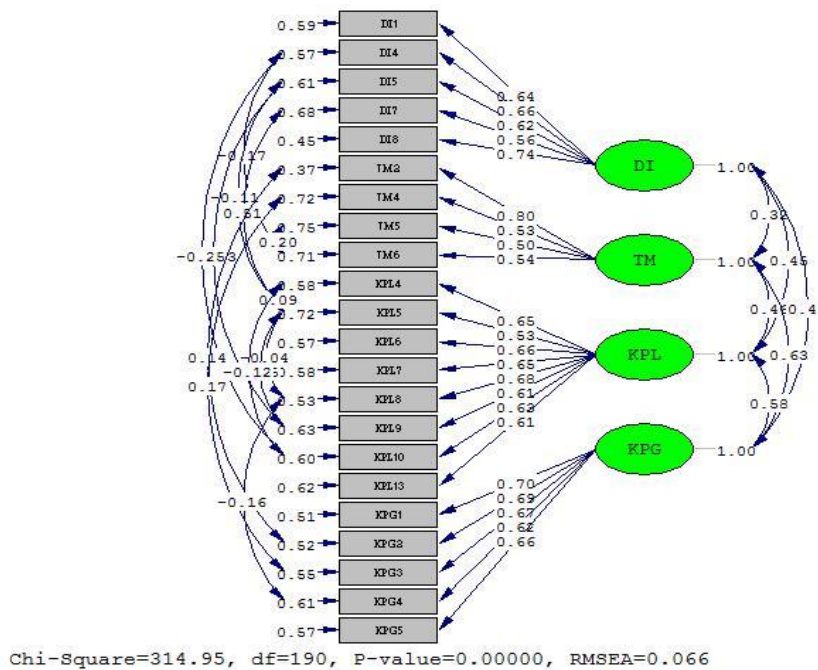 0.59 DI1
0.57 DI4 0.64
0.61 DI5 0.66
0.68 DI7 0.62
0.45 DI8 0.56
0.74
-0.17 0.37 TM2 DI 1.00
-0.11 0.72 TM4
0.51 0.75 TM5 0.80 0.32
0.20 0.71 TM6 0.53
0.50
0.54 TM 1.00 0.45
0.58 KPL4
0.09 0.72 KPL5 0.65 0.4
0.57 KPL6 0.53
0.14 -0.04 0.58 KPL7 0.66 KPL 1.00 0.63
0.17 0.53 KPL8 0.65
0.63 KPL9 0.68 0.58
0.60 KPL10 0.61
0.62 KPL13 0.61
-0.16 0.51 KPG1 0.70 KPG 1.00
0.52 KPG2 0.69
0.55 KPG3 0.67
0.61 KPG4 0.62
0.57 KPG5 0.66
Chi-Square=314.95, df=190, P-value=0.00000, RMSEA=0.066